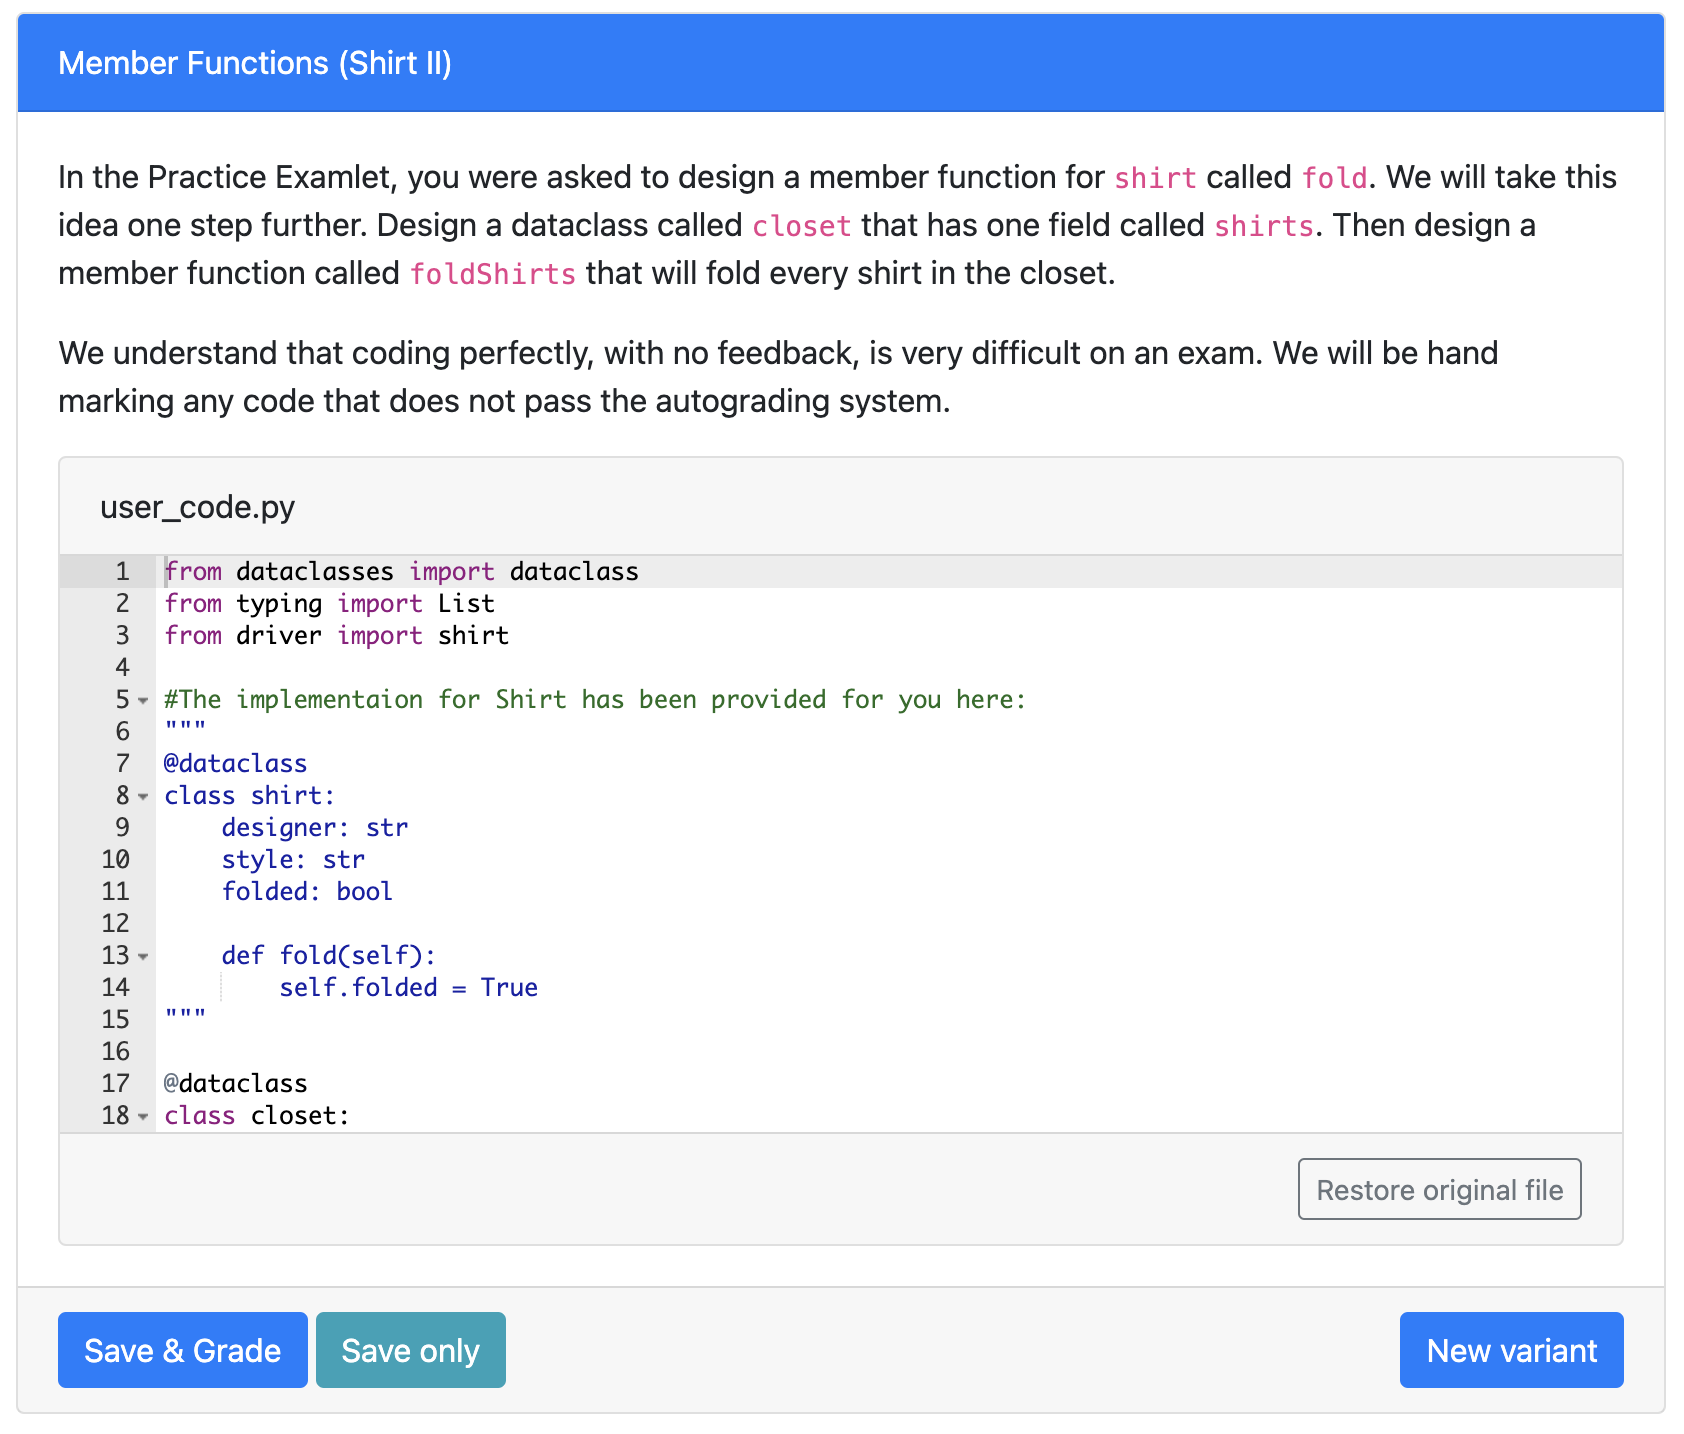 Member Functions (Shirt II)
In the Practice Examlet, you were asked to design a member function for shirt called fold. We will take this
idea one step further. Design a dataclass called closet that has one field called shirts. Then design a
member function called foldShirts that will fold every shirt in the closet.
We understand that coding perfectly, with no feedback, is very difficult on an exam. We will be hand
marking any code that does not pass the autograding system.
user_code.py
1 from dataclasses import dataclass
2 from typing import List
3 from driver import shirt
4
5 #The implementaion for Shirt has been provided for you here:
6 """
7 @dataclass
8 class shirt:
9     designer: str
10     style: str
11     folded: bool
12
13     def fold(self):
14         self.folded = True
15 """
16
17 @dataclass
18 class closet:
Restore original file
Save & Grade Save only New variant